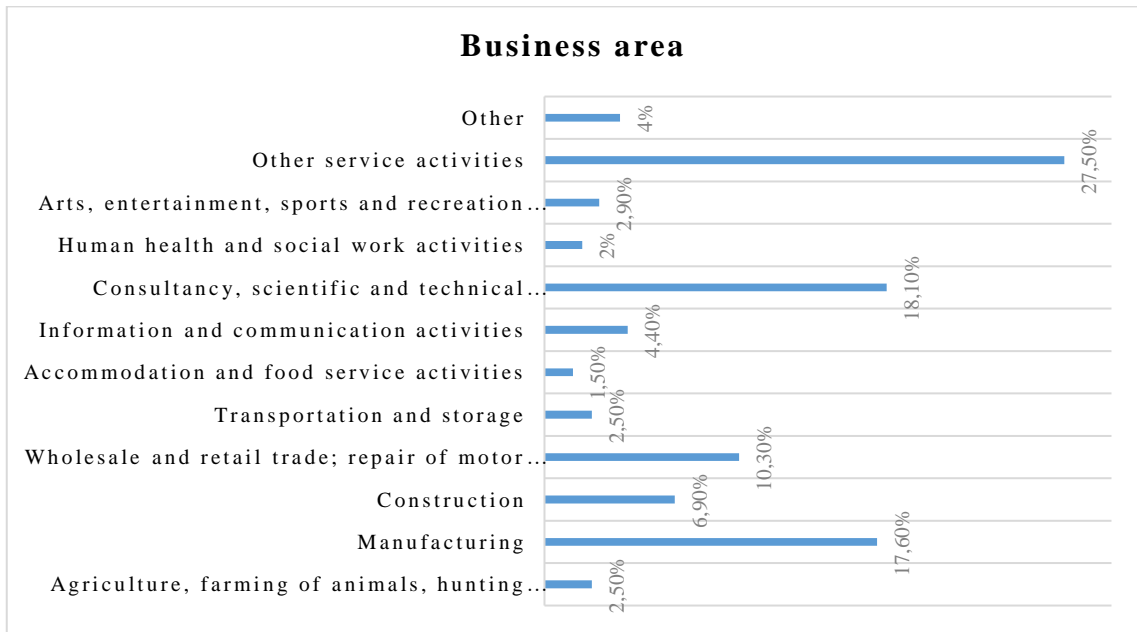 Business area
Other
4%
Other service activities
27,50%
Arts, entertainment, sports and recreation...
2,90%
Human health and social work activities
2%
Consultancy, scientific and technical...
18,10%
Information and communication activities
4,40%
Accommodation and food service activities
1,50%
Transportation and storage
2,50%
Wholesale and retail trade; repair of motor...
10,30%
Construction
6,90%
Manufacturing
17,60%
Agriculture, farming of animals, hunting...
2,50%